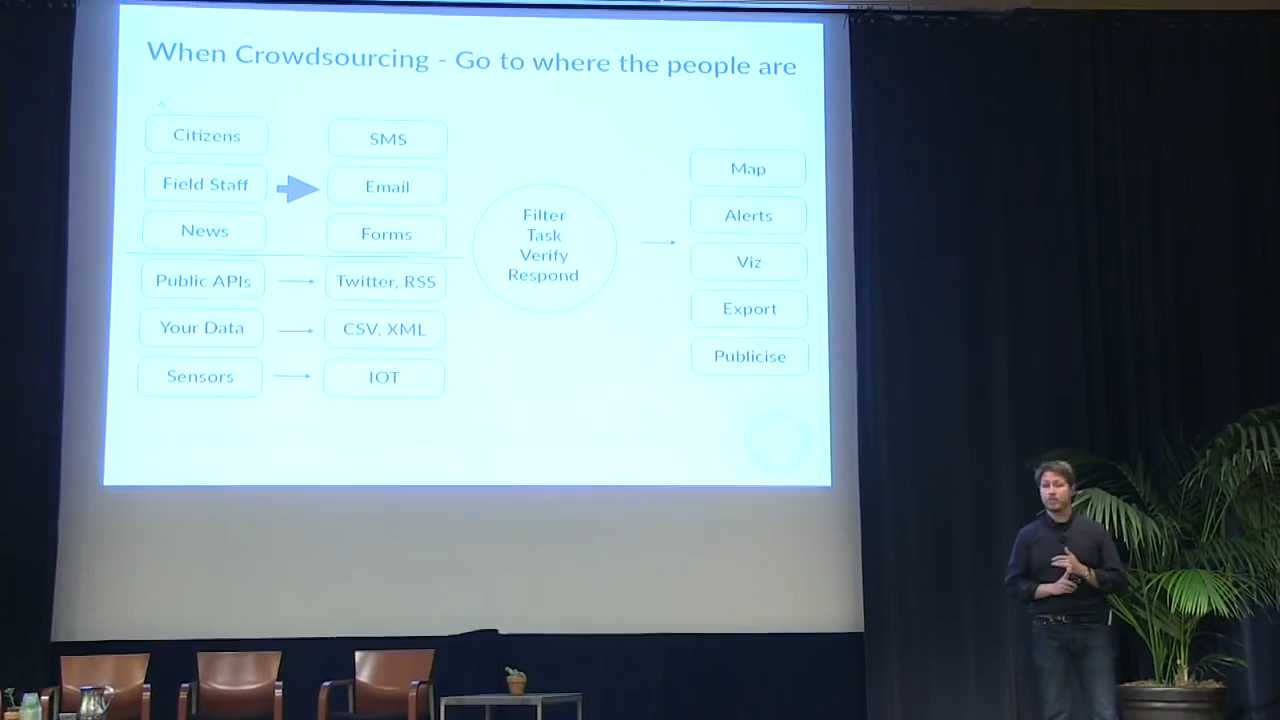 When Crowdsourcing - Go to where the people are
Citizens
Field Staff
News
Public APIs
Your Data
Sensors
SMS
Email
Forms
Twitter, RSS
CSV, XML
IOT
Filter
Task
Verify
Respond
Map
Alerts
Viz
Export
Publicise